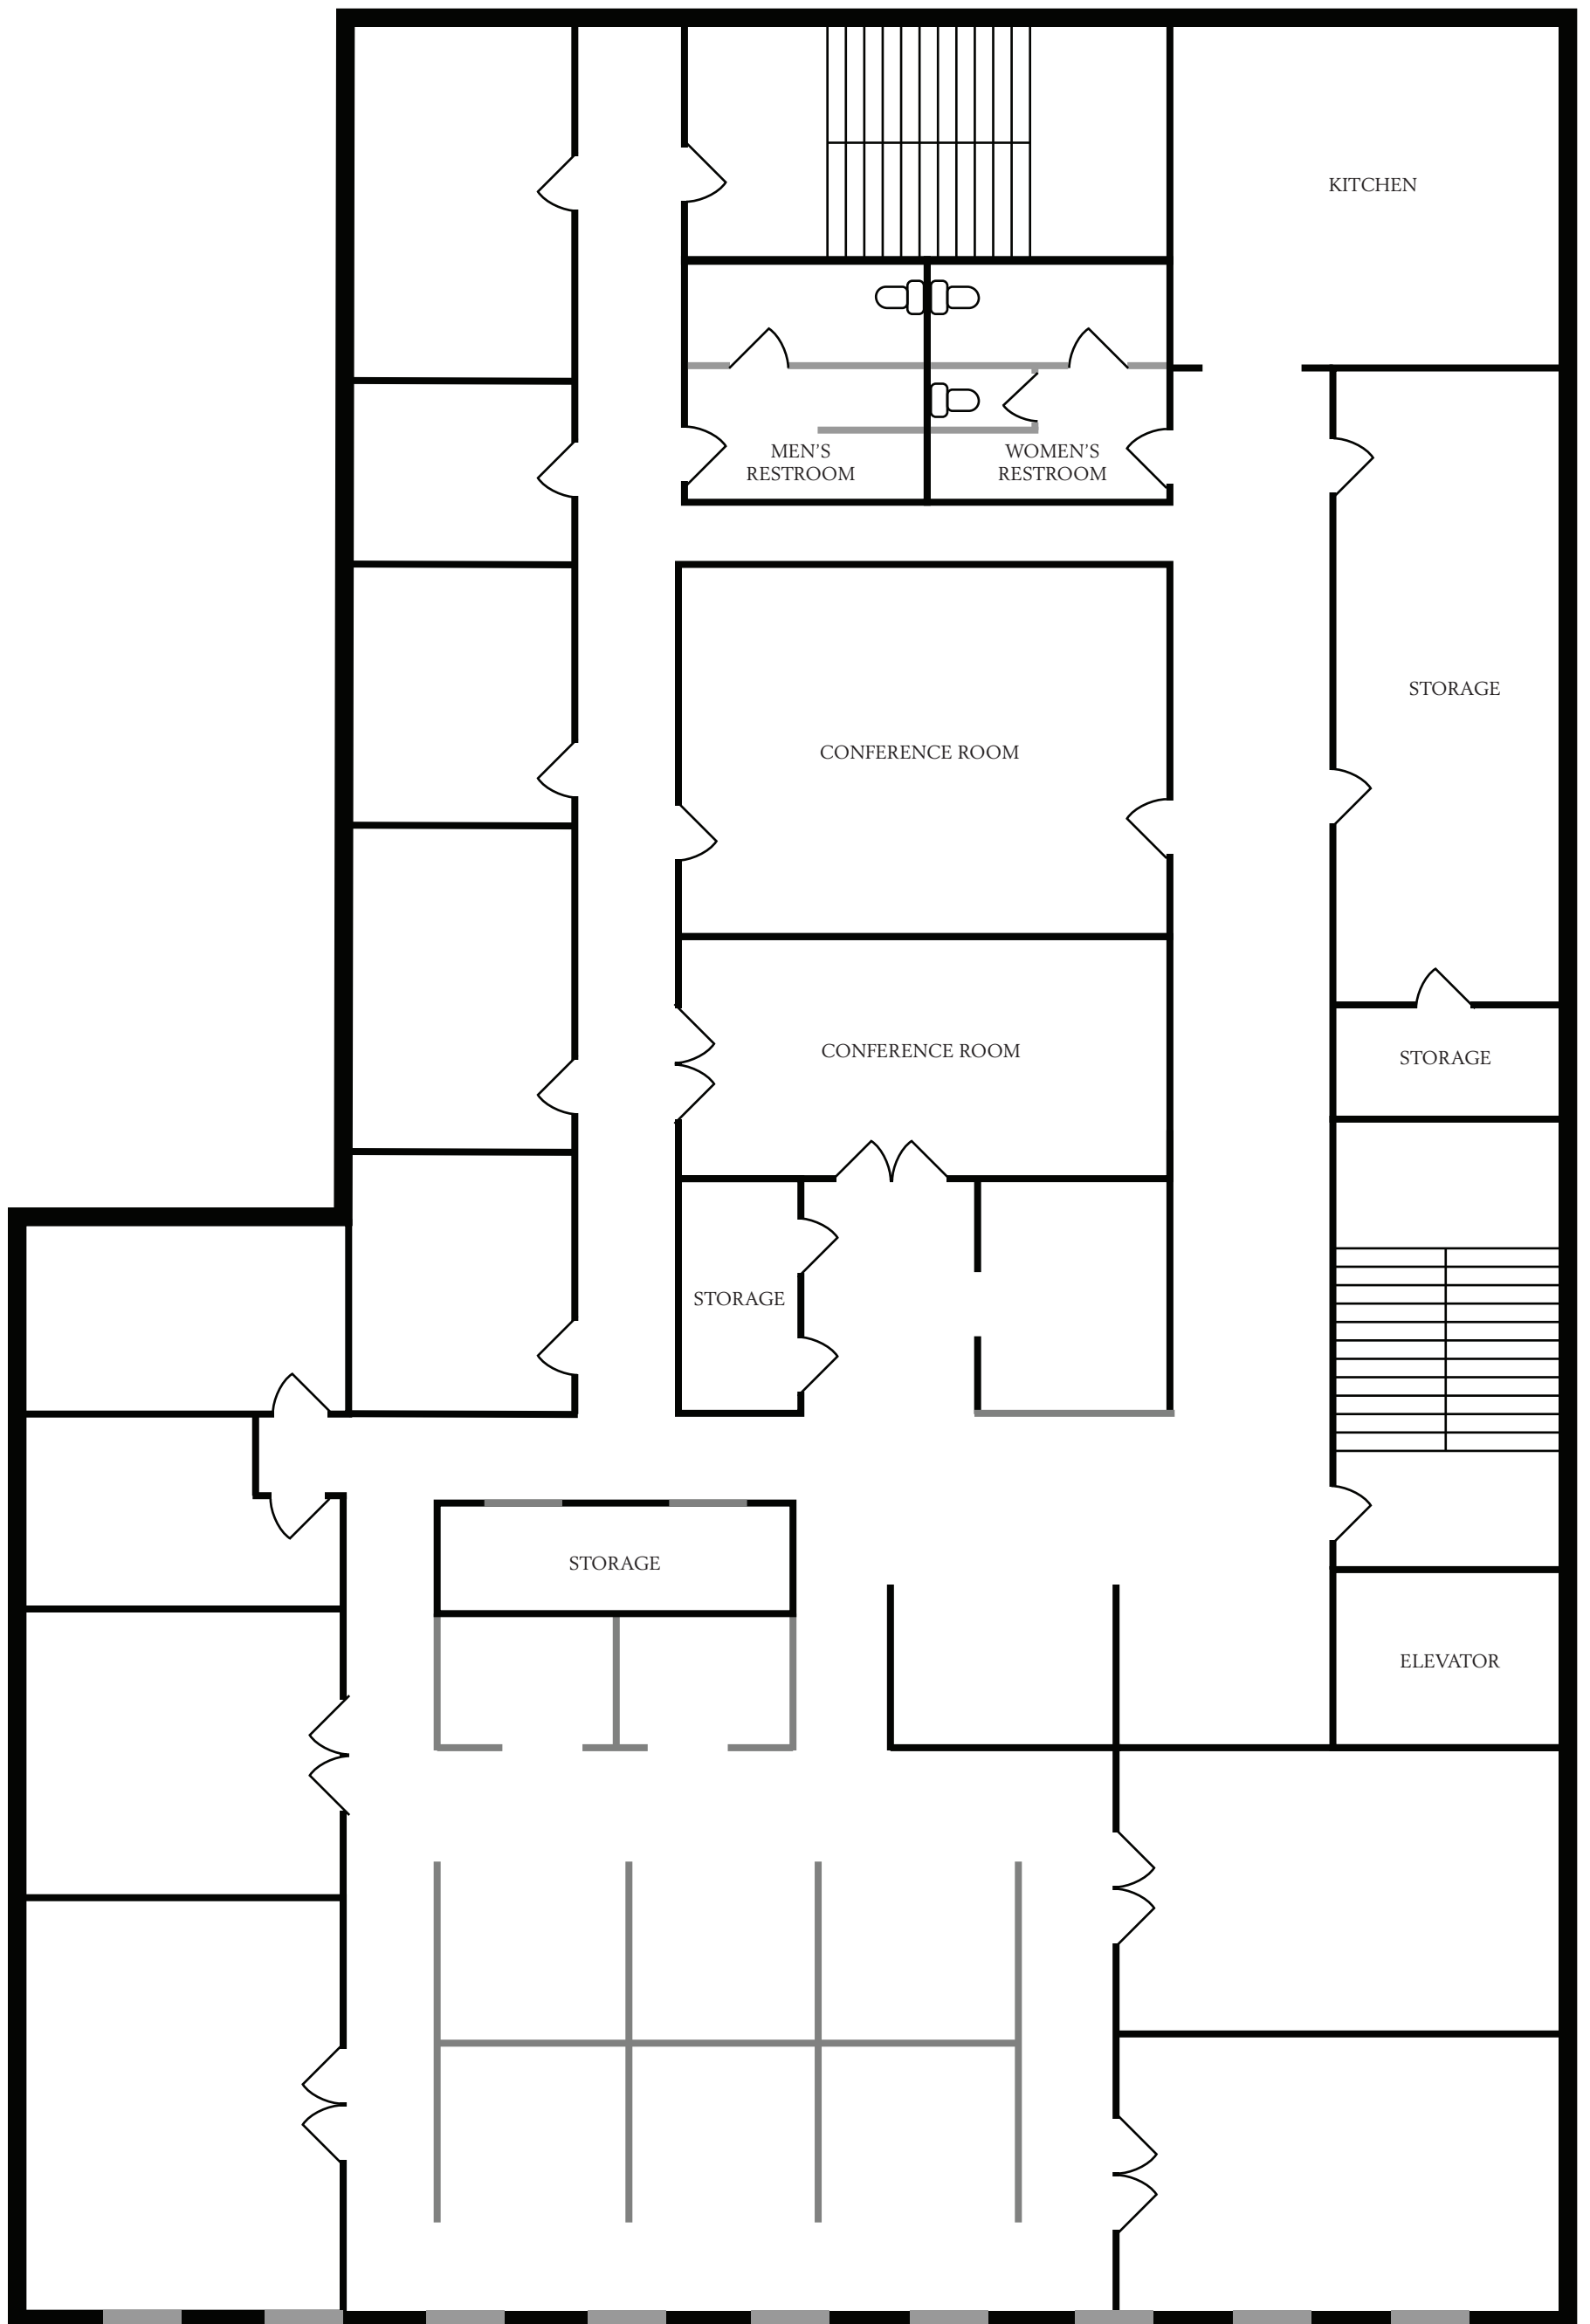 KITCHEN
MEN'S
RESTROOM
WOMEN'S
RESTROOM
STORAGE
CONFERENCE ROOM
CONFERENCE ROOM
STORAGE
STORAGE
STORAGE
ELEVATOR